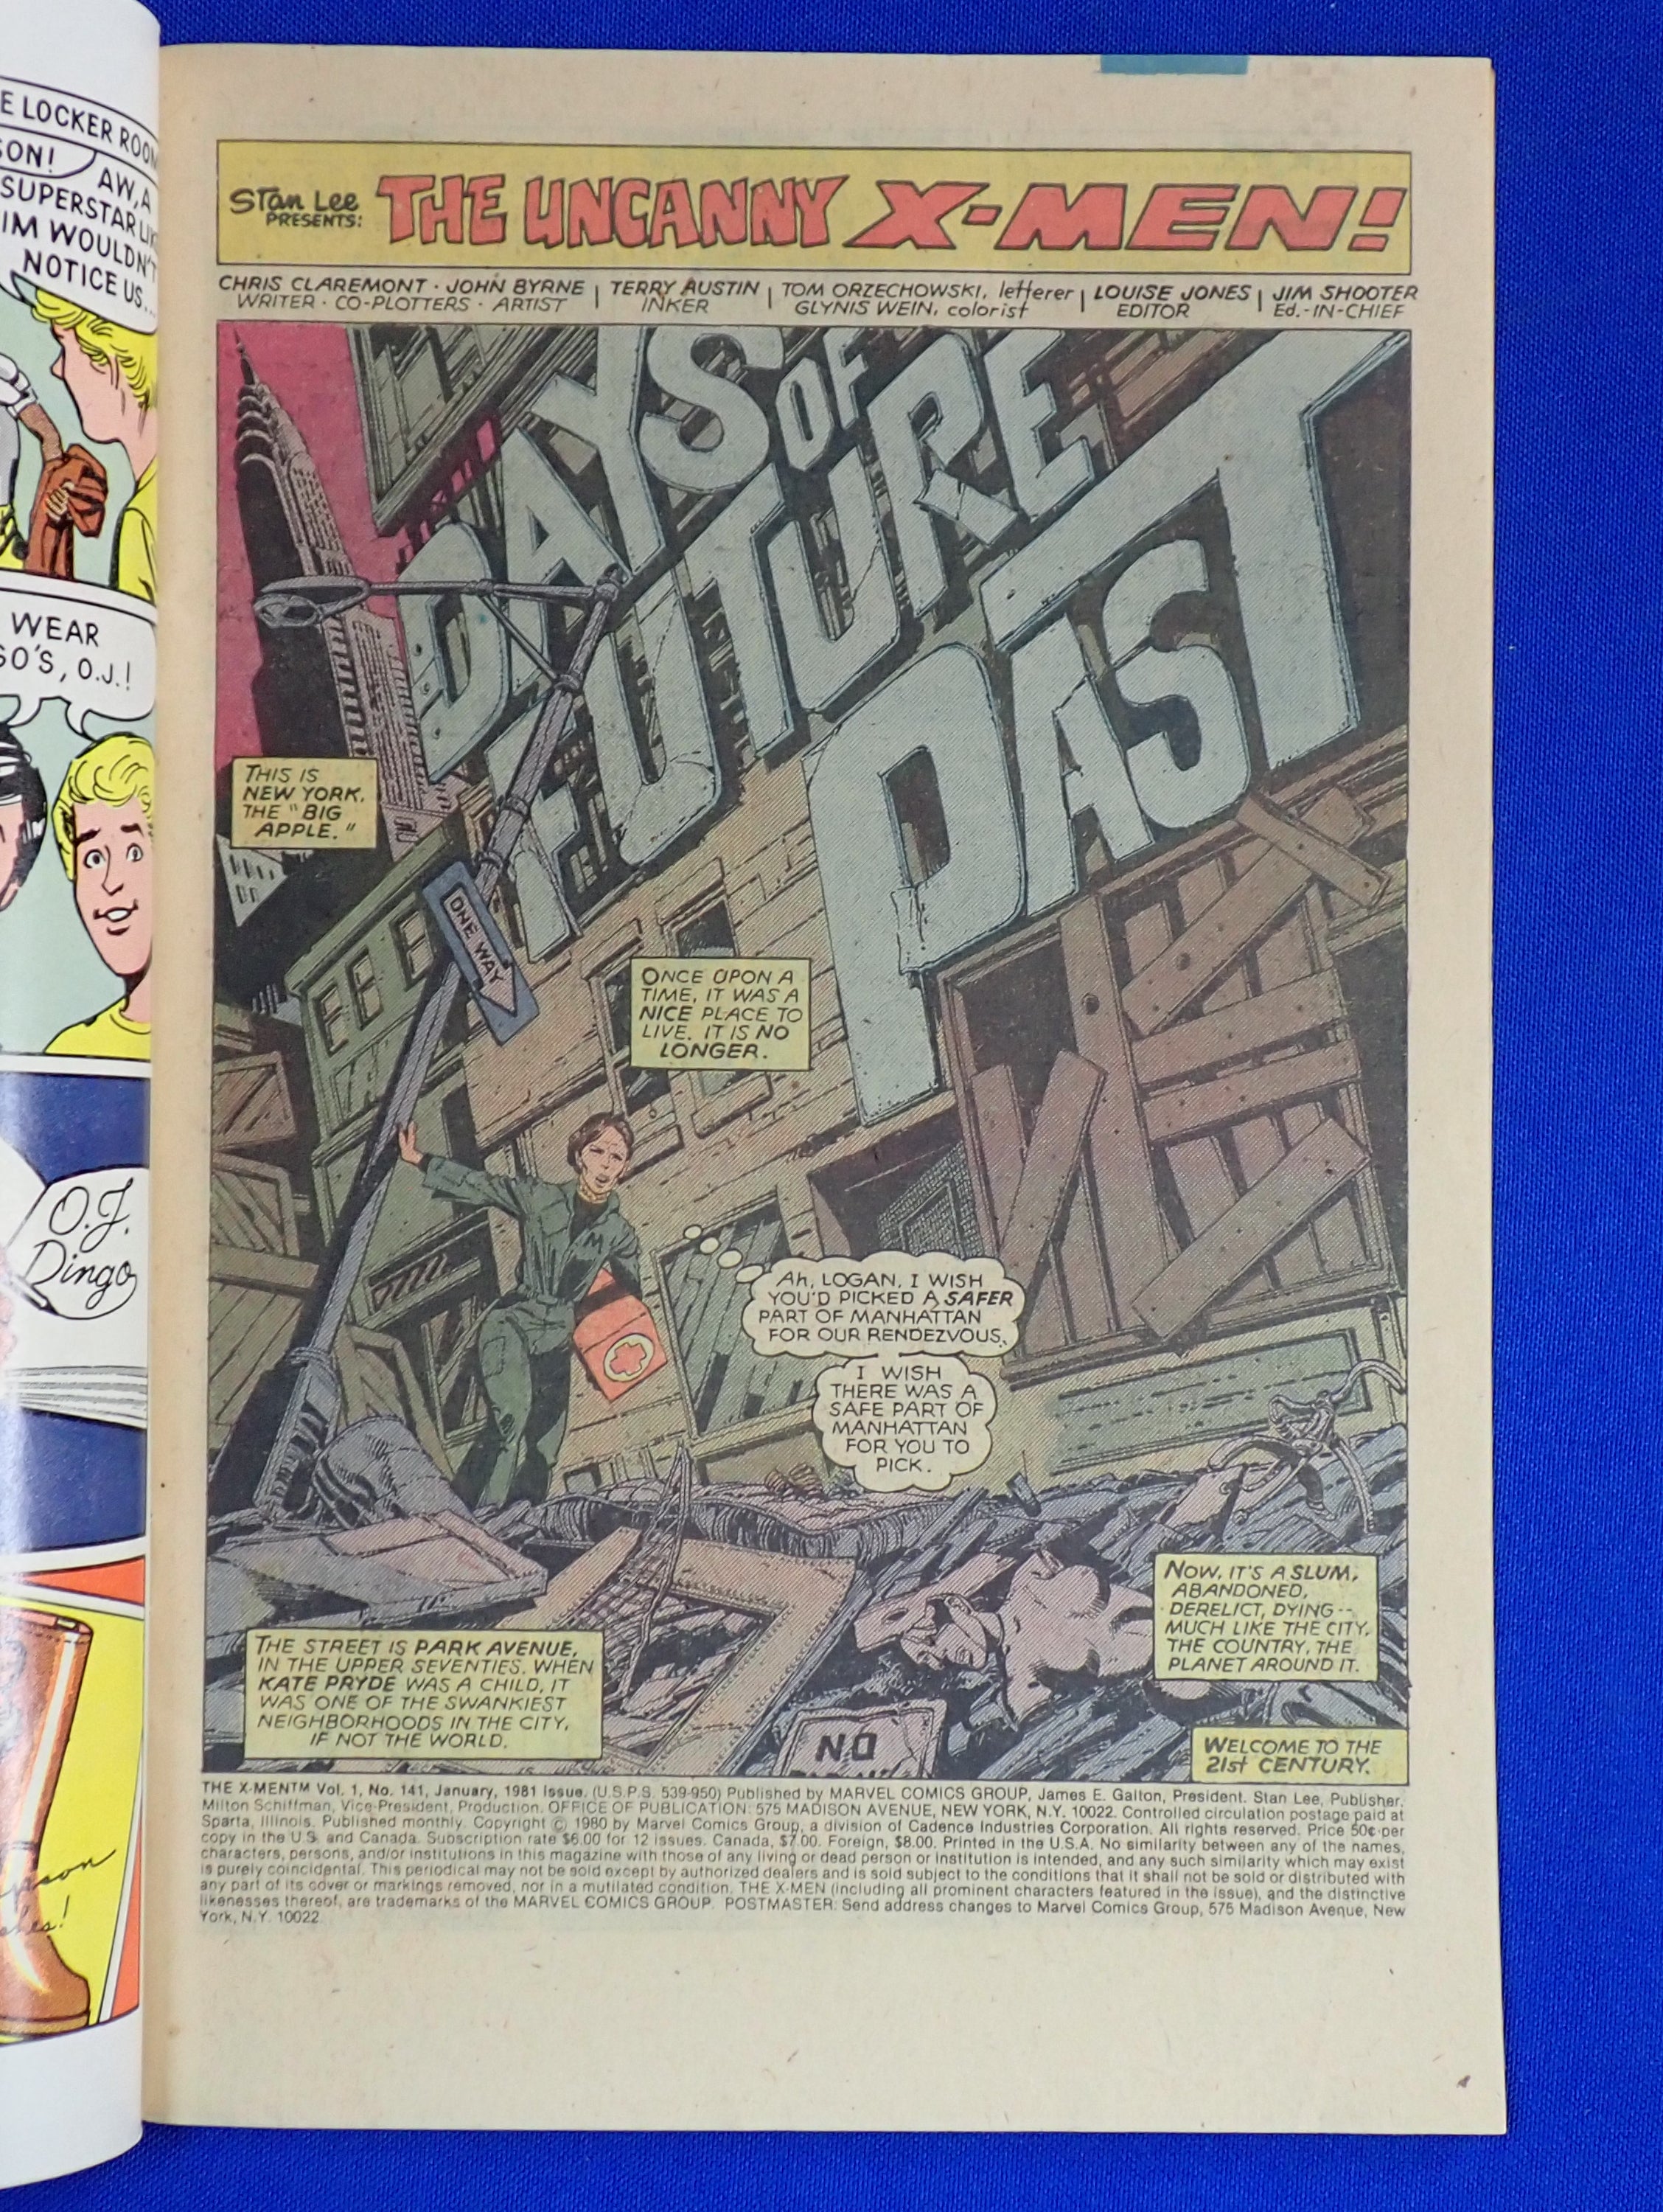 E LOCKER ROOM
SON!
AW, A
SUPERSTAR
IM WOULDN'T
NOTICE US...
WEAR
GO'S, O.J.!
O.J.
Dingo
Stan Lee
PRESENTS:
THE UNCANNY X-MEN!
CHRIS CLAREMONT · JOHN BYRNE | TERRY AUSTIN | TOM ORZECHOWSKI, letterer | LOUISE JONES | JIM SHOOTER
WRITER · CO-PLOTTERS · ARTIST INKER GLYNIS WEIN, colorist EDITOR Ed.-IN-CHIEF
DAYS OF
FUTURE
PAST
THIS IS
NEW YORK,
THE "BIG
APPLE."
ONE WAY
ONCE UPON A
TIME, IT WAS A
NICE PLACE TO
LIVE. IT IS NO
LONGER.
Ah, LOGAN, I WISH
YOU'D PICKED A SAFER
PART OF MANHATTAN
FOR OUR RENDEZVOUS.
I WISH
THERE WAS A
SAFE PART OF
MANHATTAN
FOR YOU TO
PICK.
THE STREET IS PARK AVENUE,
IN THE UPPER SEVENTIES. WHEN
KATE PRYDE WAS A CHILD, IT
WAS ONE OF THE SWANKIEST
NEIGHBORHOODS IN THE CITY,
IF NOT THE WORLD.
NO
NOW, IT'S A SLUM,
ABANDONED,
DERELICT, DYING--
MUCH LIKE THE CITY,
THE COUNTRY, THE
PLANET AROUND IT.
WELCOME TO THE
21st CENTURY.
THE X-MEN™ Vol. 1, No. 141, January, 1981 Issue. (U.S.P.S. 539-950) Published by MARVEL COMICS GROUP, James E. Galton, President. Stan Lee, Publisher.
Milton Schiffman, Vice-President, Production. OFFICE OF PUBLICATION: 575 MADISON AVENUE, NEW YORK, N.Y. 10022. Controlled circulation postage paid at
Sparta, Illinois. Published monthly. Copyright © 1980 by Marvel Comics Group, a division of Cadence Industries Corporation. All rights reserved. Price 50¢ per
copy in the U.S. and Canada. Subscription rate $6.00 for 12 issues. Canada, $7.00. Foreign, $8.00. Printed in the U.S.A. No similarity between any of the names,
characters, persons, and/or institutions in this magazine with those of any living or dead person or institution is intended, and any such similarity which may exist
is purely coincidental. This periodical may not be sold except by authorized dealers and is sold subject to the conditions that it shall not be sold or distributed with
any part of its cover or markings removed, nor in a mutilated condition. THE X-MEN (including all prominent characters featured in the issue), and the distinctive
likenesses thereof, are trademarks of the MARVEL COMICS GROUP. POSTMASTER: Send address changes to Marvel Comics Group, 575 Madison Avenue, New
York, N.Y. 10022